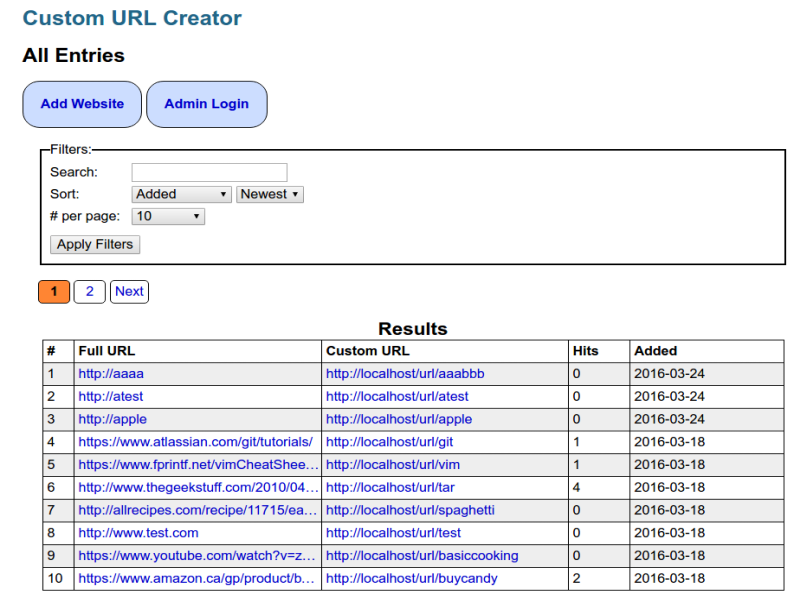 Custom URL Creator
All Entries
Add Website Admin Login
Filters:
Search:
Sort: Added Newest
# per page: 10
Apply Filters
1 2 Next
Results
# Full URL Custom URL Hits Added
1 http://aaaa http://localhost/url/aaabbb 0 2016-03-24
2 http://atest http://localhost/url/atest 0 2016-03-24
3 http://apple http://localhost/url/apple 0 2016-03-24
4 https://www.atlassian.com/git/tutorials/ http://localhost/url/git 1 2016-03-18
5 https://www.fprintf.net/vimCheatShee... http://localhost/url/vim 1 2016-03-18
6 http://www.thegeekstuff.com/2010/04... http://localhost/url/tar 4 2016-03-18
7 http://allrecipes.com/recipe/11715/ea... http://localhost/url/spaghetti 0 2016-03-18
8 http://www.test.com http://localhost/url/test 0 2016-03-18
9 https://www.youtube.com/watch?v=z... http://localhost/url/basiccooking 0 2016-03-18
10 https://www.amazon.ca/gp/product/b... http://localhost/url/buycandy 2 2016-03-18